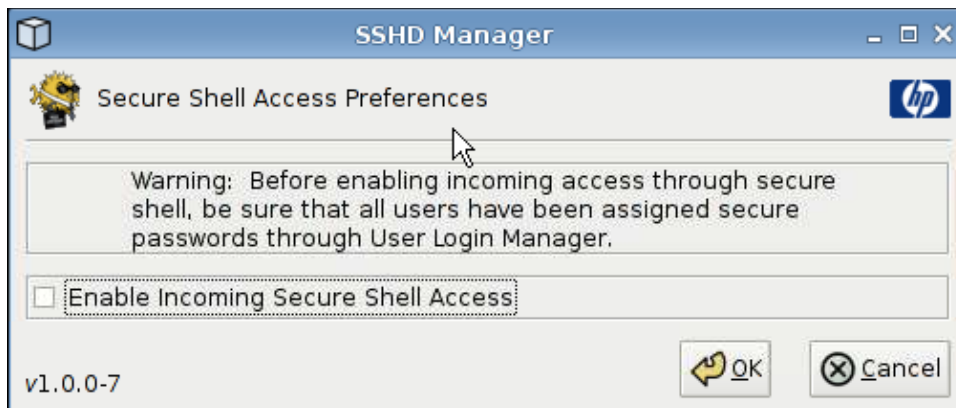 SSHD Manager
Secure Shell Access Preferences
hp
Warning: Before enabling incoming access through secure
shell, be sure that all users have been assigned secure
passwords through User Login Manager.
Enable Incoming Secure Shell Access
v1.0.0-7
OK
Cancel